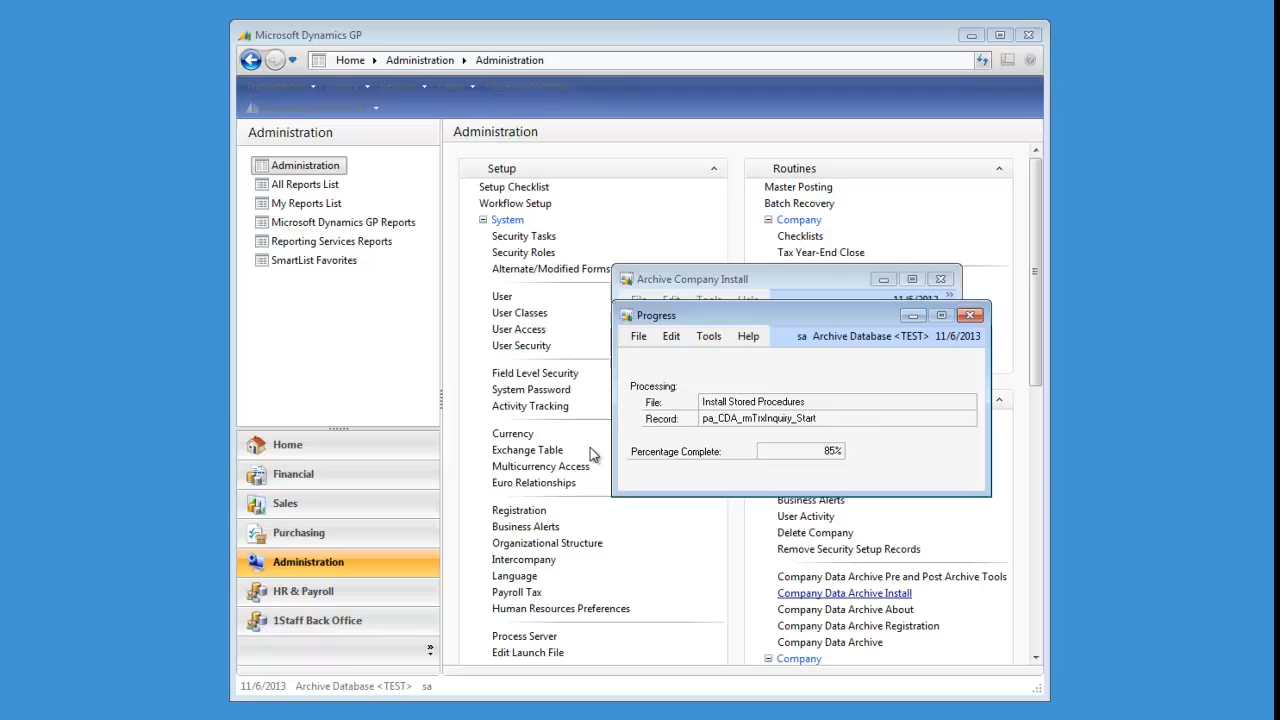 Microsoft Dynamics GP
Home Administration Administration
Administration
Administration
All Reports List
My Reports List
Microsoft Dynamics GP Reports
Reporting Services Reports
SmartList Favorites
Home
Financial
Sales
Purchasing
Administration
HR & Payroll
1Staff Back Office
»
Administration
Setup
Setup Checklist
Workflow Setup
System
Security Tasks
Security Roles
Alternate/Modified Forms
User
User Classes
User Access
User Security
Field Level Security
System Password
Activity Tracking
Currency
Exchange Table
Multicurrency Access
Euro Relationships
Registration
Business Alerts
Organizational Structure
Intercompany
Language
Payroll Tax
Human Resources Preferences
Process Server
Edit Launch File
Routines
Master Posting
Batch Recovery
Company
Checklists
Tax Year-End Close
Archive Company Install
File Edit Tools Help 11/6/2013 »
Progress
File Edit Tools Help sa Archive Database <TEST> 11/6/2013
Processing:
File: Install Stored Procedures
Record: pa_CDA_rmTrxInquiry_Start
Percentage Complete: 85%
Business Alerts
User Activity
Delete Company
Remove Security Setup Records
Company Data Archive Pre and Post Archive Tools
Company Data Archive Install
Company Data Archive About
Company Data Archive Registration
Company Data Archive
Company
11/6/2013 Archive Database <TEST> sa